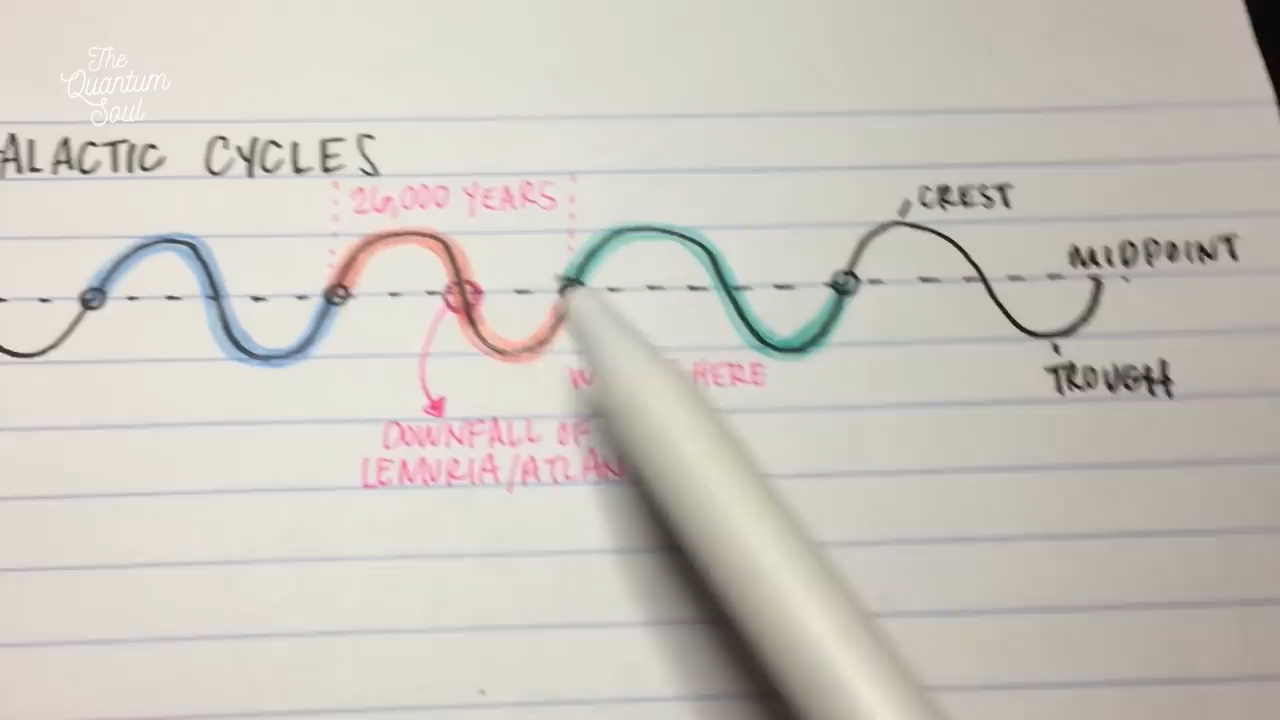 The
Quantum
Soul
ALACTIC CYCLES
26,000 YEARS
CREST
MIDPOINT
TROUGH
HERE
DOWNFALL OF
LEMURIA/ATLAN